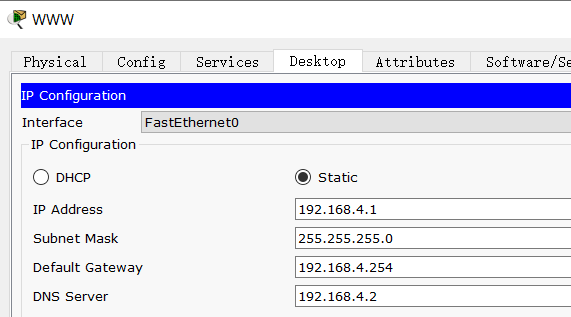 WWW
Physical Config Services Desktop Attributes Software/Se
IP Configuration
Interface FastEthernet0
IP Configuration
DHCP Static
IP Address 192.168.4.1
Subnet Mask 255.255.255.0
Default Gateway 192.168.4.254
DNS Server 192.168.4.2